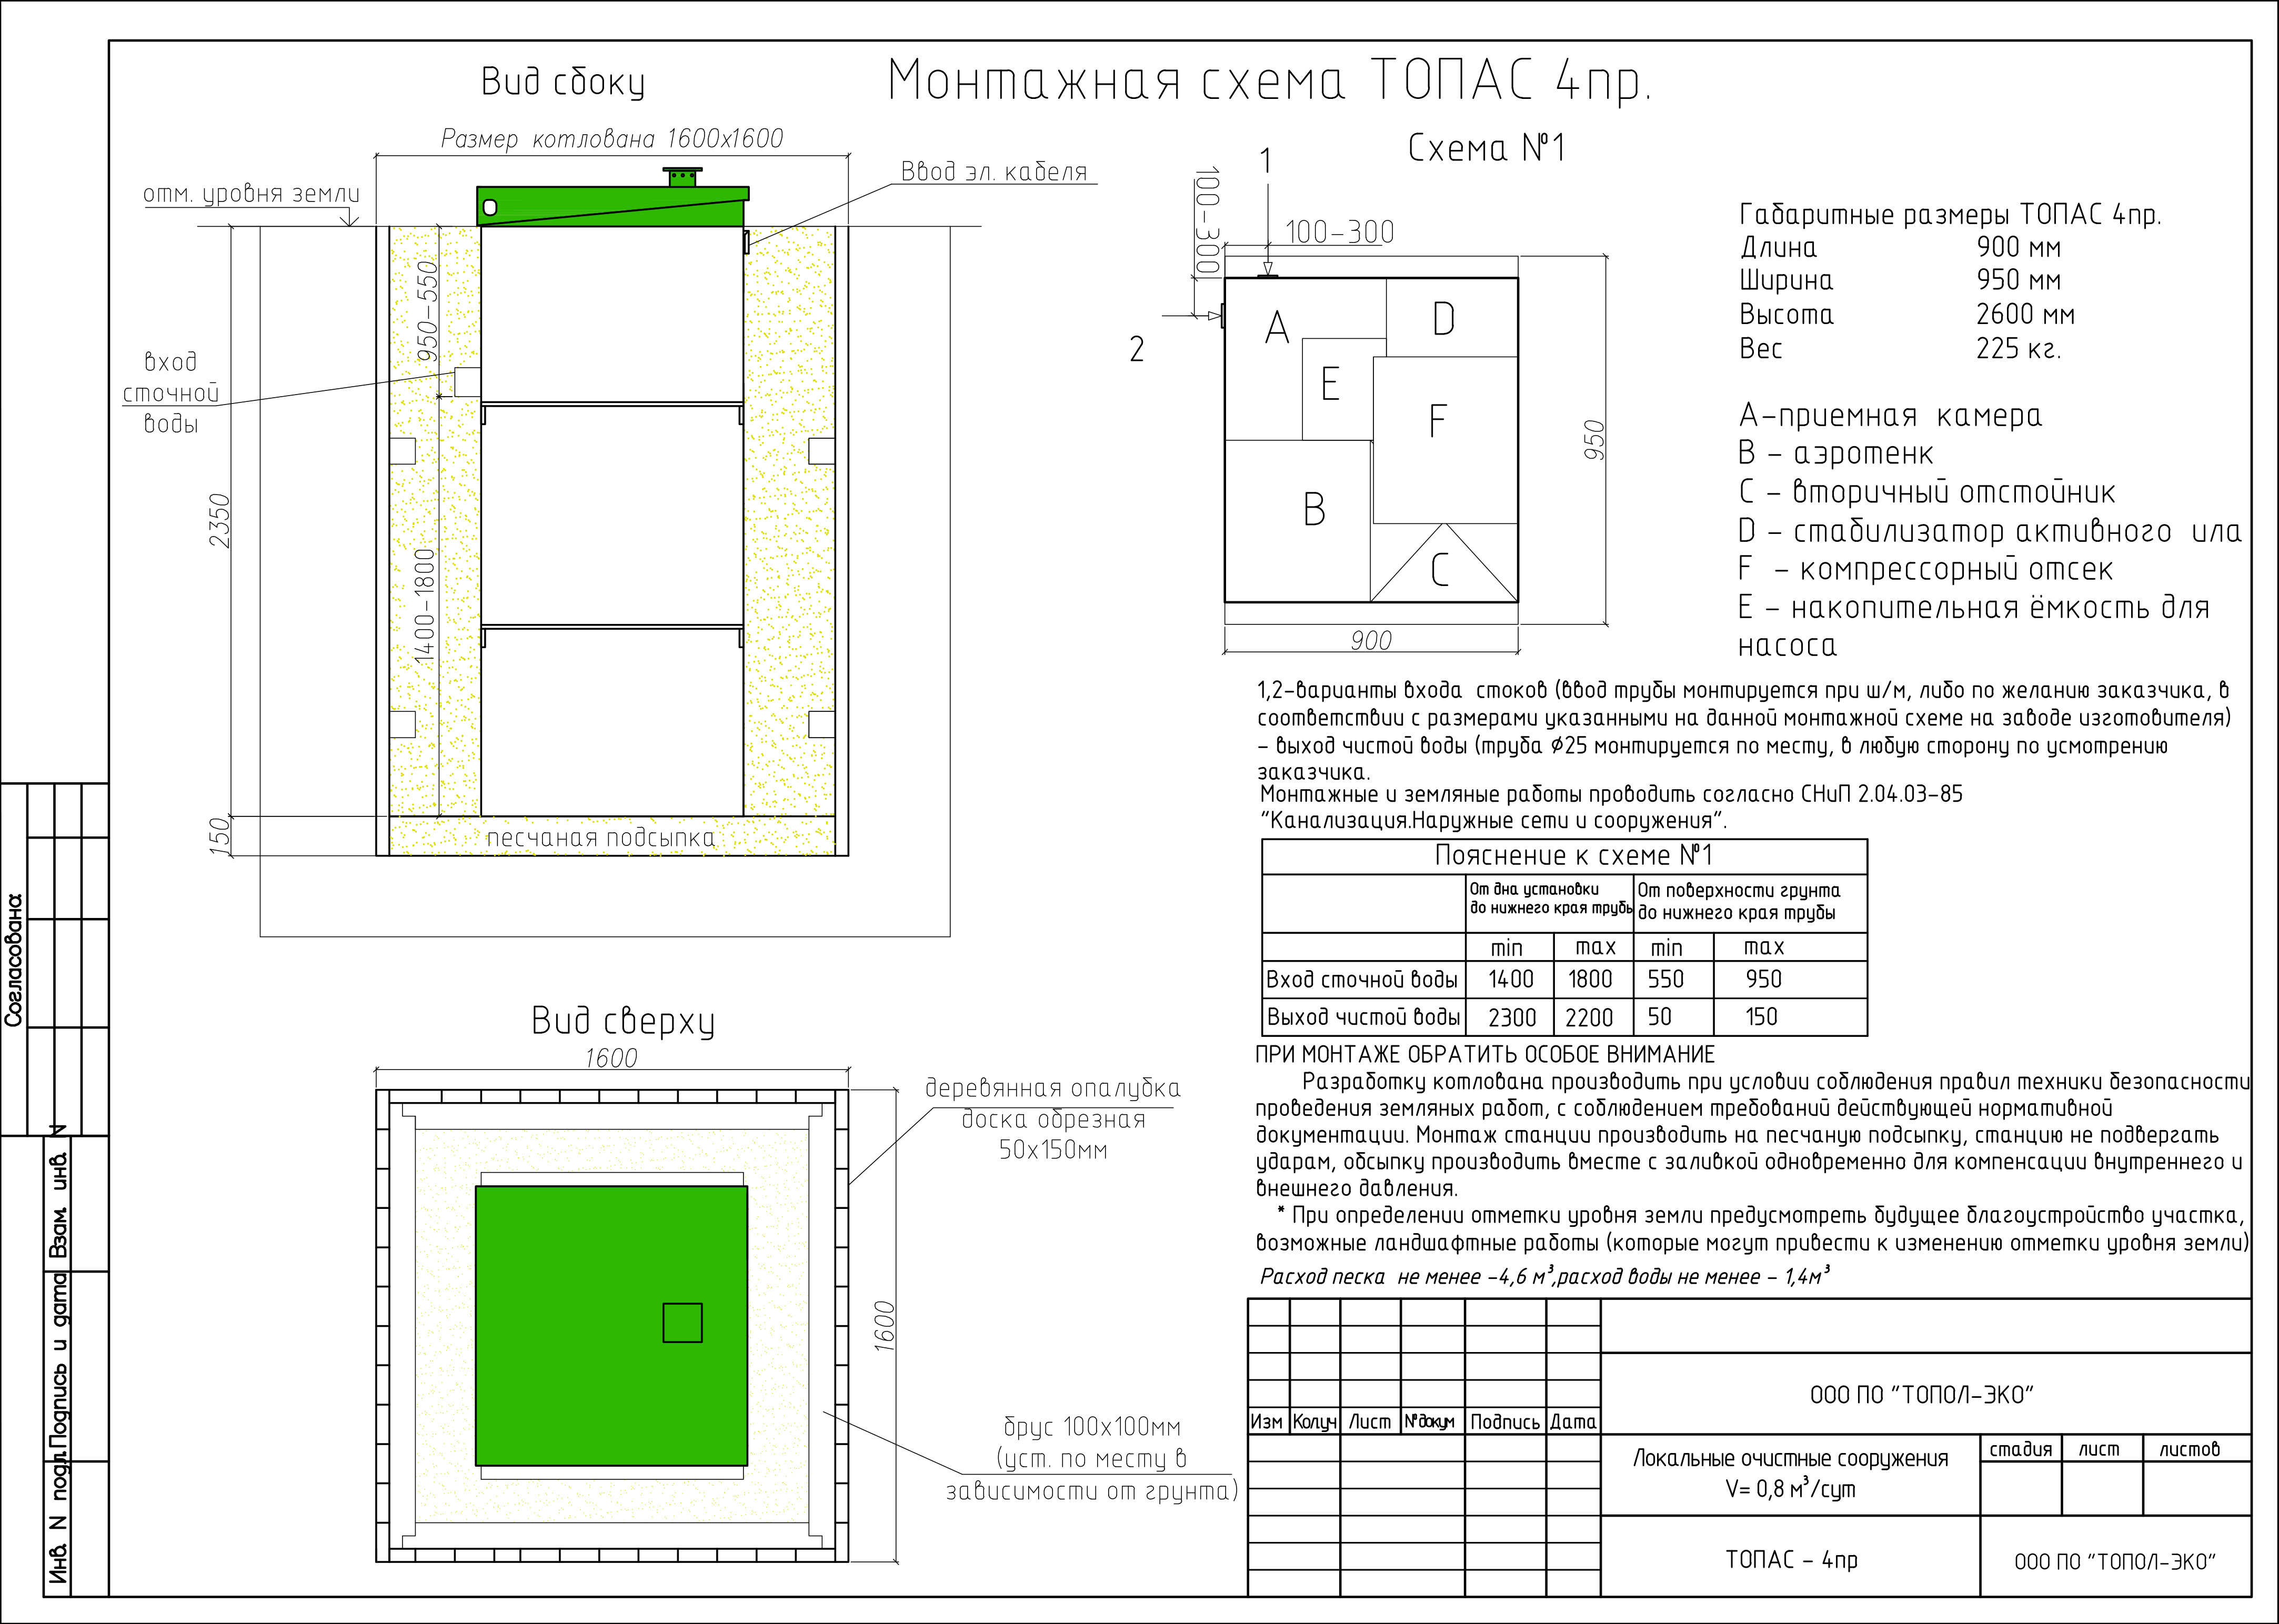 Монтажная схема ТОПАС 4пр.
Вид сбоку
Размер котлована 1600х1600
отм. уровня земли
Ввод эл. кабеля
вход
сточной
воды
950-550
2350
1400-1800
150
песчаная подсыпка
Схема №1
1
100-300
100-300
2
A
D
E
F
B
C
950
900
Габаритные размеры ТОПАС 4пр.
Длина 900 мм
Ширина 950 мм
Высота 2600 мм
Вес 225 кг.
А-приемная камера
В - аэротенк
С - вторичный отстойник
D - стабилизатор активного ила
F - компрессорный отсек
Е - накопительная ёмкость для
насоса
1,2-варианты входа стоков (ввод трубы монтируется при ш/м, либо по желанию заказчика, в
соответствии с размерами указанными на данной монтажной схеме на заводе изготовителя)
- выход чистой воды (труба ⌀25 монтируется по месту, в любую сторону по усмотрению
заказчика.
Монтажные и земляные работы проводить согласно СНиП 2.04.03-85
"Канализация.Наружные сети и сооружения".
Пояснение к схеме №1
От дна установки
до нижнего края трубы
От поверхности грунта
до нижнего края трубы
min max min max
Вход сточной воды 1400 1800 550 950
Выход чистой воды 2300 2200 50 150
ПРИ МОНТАЖЕ ОБРАТИТЬ ОСОБОЕ ВНИМАНИЕ
Разработку котлована производить при условии соблюдения правил техники безопасности
проведения земляных работ, с соблюдением требований действующей нормативной
документации. Монтаж станции производить на песчаную подсыпку, станцию не подвергать
ударам, обсыпку производить вместе с заливкой одновременно для компенсации внутреннего и
внешнего давления.
* При определении отметки уровня земли предусмотреть будущее благоустройство участка,
возможные ландшафтные работы (которые могут привести к изменению отметки уровня земли)
Расход песка не менее -4,6 м³,расход воды не менее - 1,4м³
Вид сверху
1600
1600
деревянная опалубка
доска обрезная
50х150мм
брус 100х100мм
(уст. по месту в
зависимости от грунта)
Изм Колуч Лист №докум Подпись Дата
ООО ПО "ТОПОЛ-ЭКО"
Локальные очистные сооружения
V= 0,8 м³/сут
стадия лист листов
ТОПАС - 4пр
ООО ПО "ТОПОЛ-ЭКО"
Согласована:
Взам. инв. N
Подпись и дата
Инв. N подл.